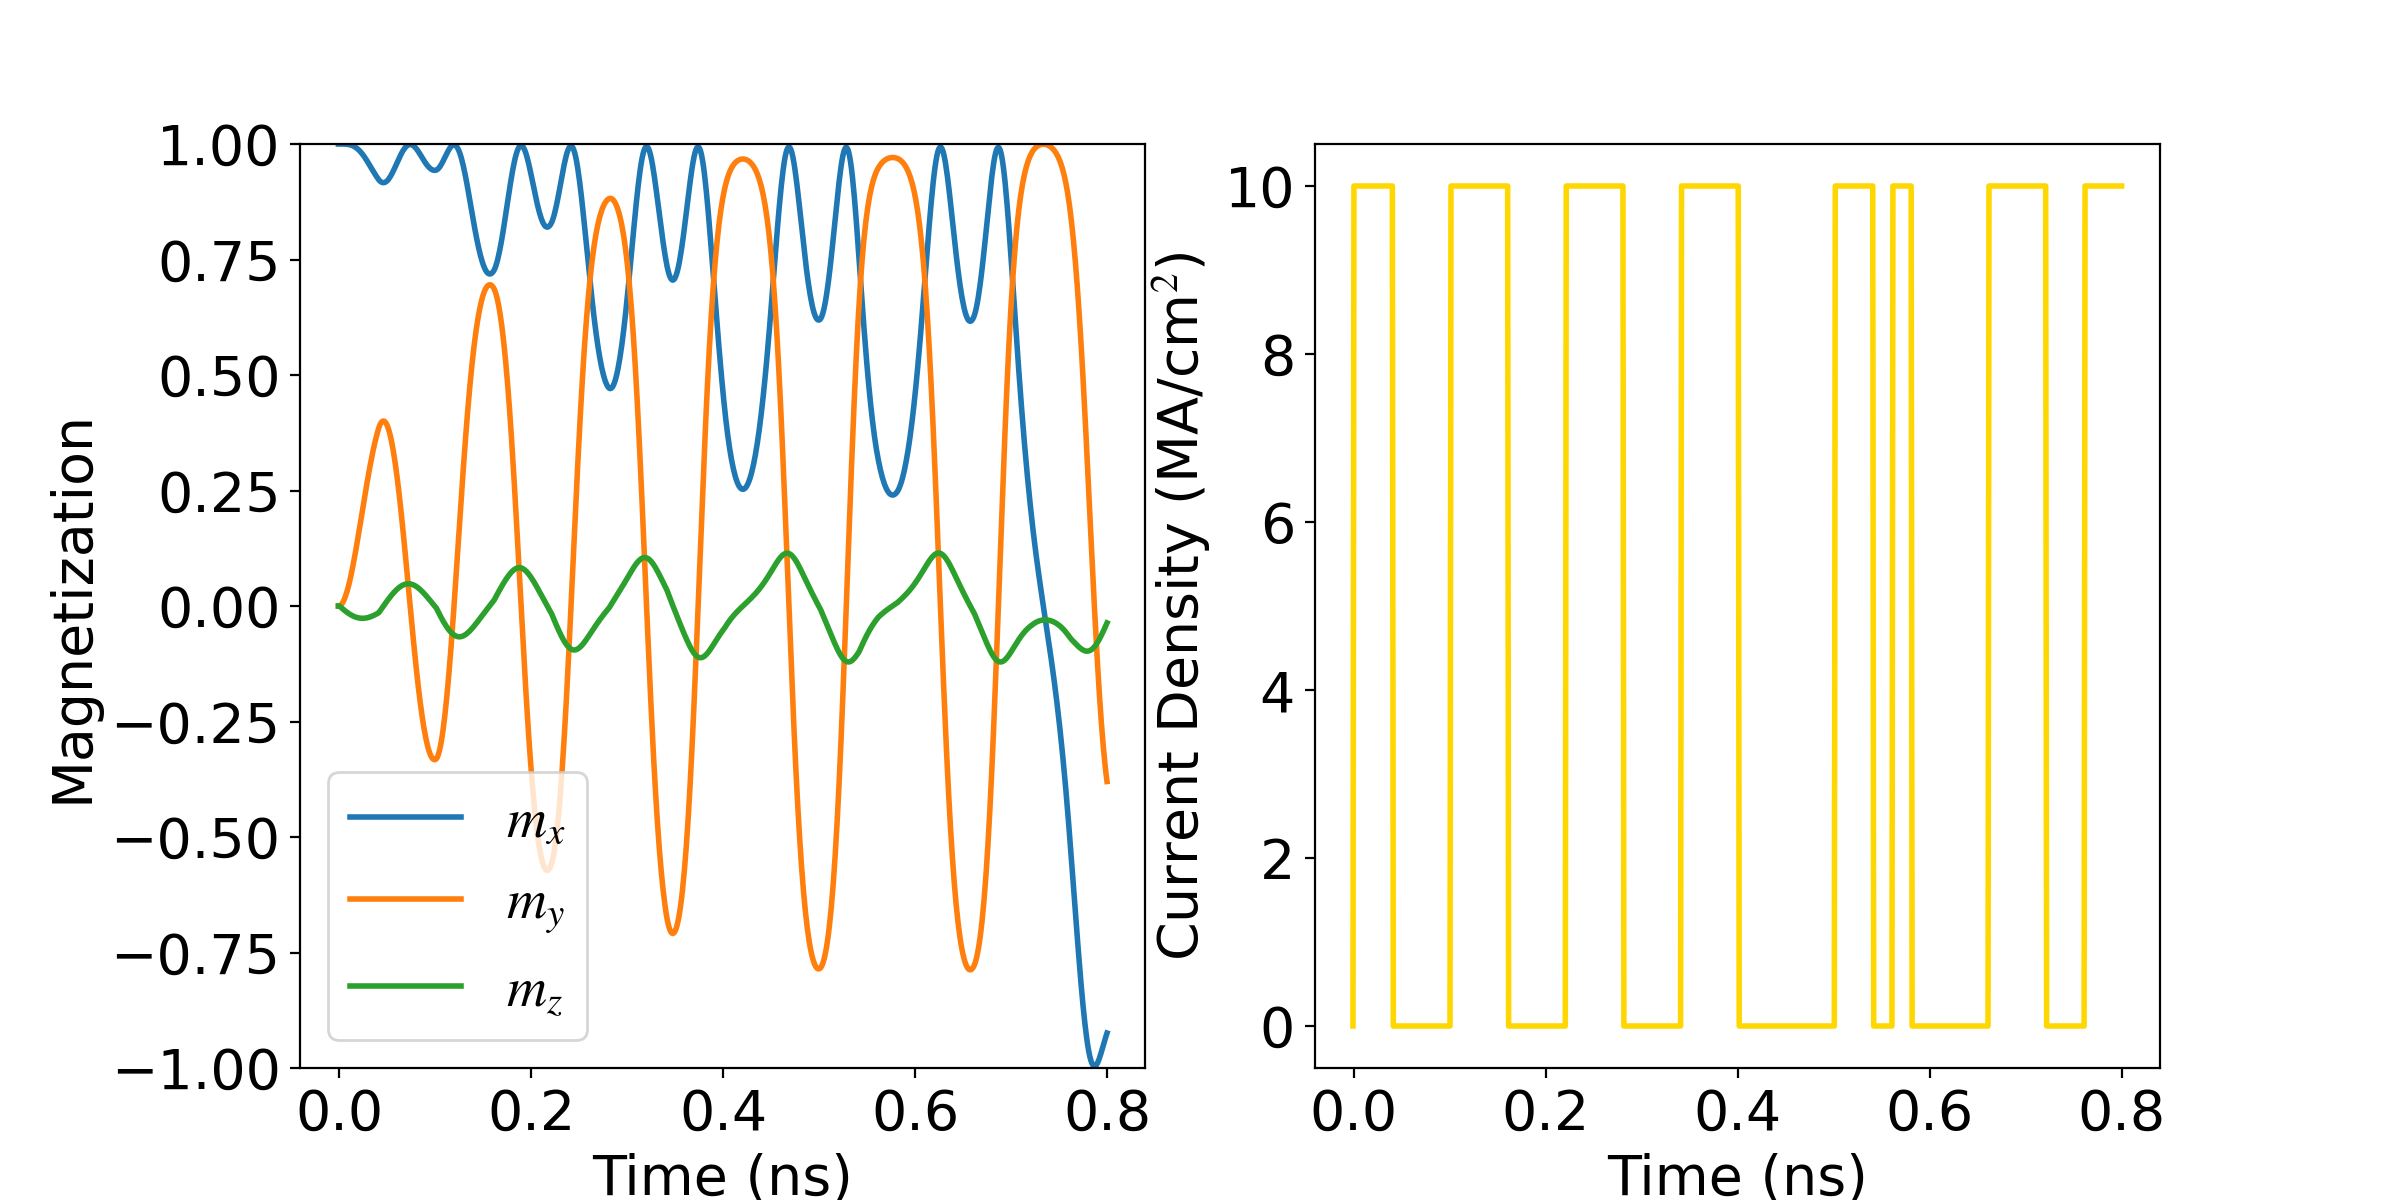 1.00
0.75
0.50
0.25
0.00
−0.25
−0.50
−0.75
−1.00
Magnetization
0.0 0.2 0.4 0.6 0.8
Time (ns)
m_x
m_y
m_z
10
8
6
4
2
0
Current Density (MA/cm²)
0.0 0.2 0.4 0.6 0.8
Time (ns)